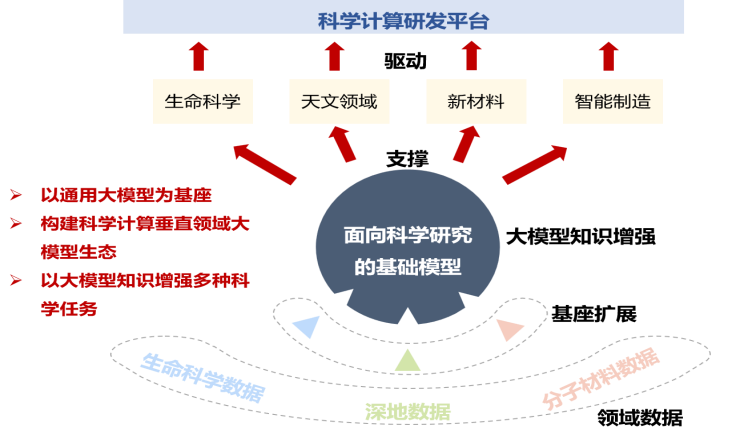 科学计算研发平台
驱动
生命科学
天文领域
新材料
智能制造
支撑
以通用大模型为基座
构建科学计算垂直领域大
模型生态
以大模型知识增强多种科
学任务
面向科学研究
的基础模型
大模型知识增强
基座扩展
生命科学数据
深地数据
分子材料数据
领域数据